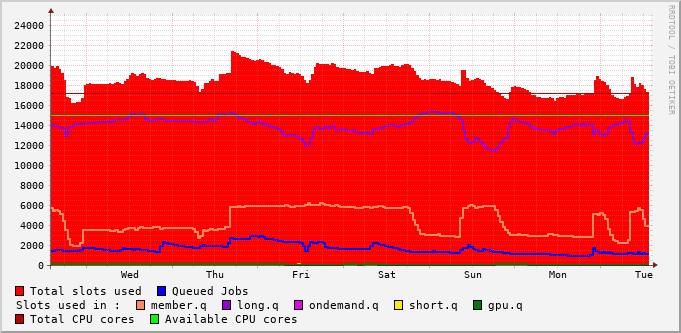 24000
22000
20000
18000
16000
14000
12000
10000
8000
6000
4000
2000
0
Wed Thu Fri Sat Sun Mon Tue
Total slots used Queued Jobs
Slots used in : member.q long.q ondemand.q short.q gpu.q
Total CPU cores Available CPU cores
RRDTOOL / TOBI OETIKER